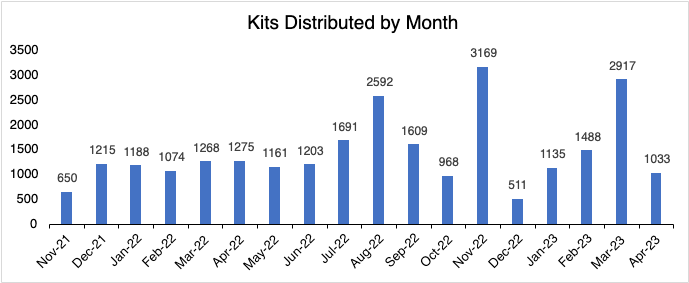 Kits Distributed by Month
3500
3000
2500
2000
1500
1000
500
0
650
1215
1188
1074
1268
1275
1161
1203
1691
2592
1609
968
3169
511
1135
1488
2917
1033
Nov-21
Dec-21
Jan-22
Feb-22
Mar-22
Apr-22
May-22
Jun-22
Jul-22
Aug-22
Sep-22
Oct-22
Nov-22
Dec-22
Jan-23
Feb-23
Mar-23
Apr-23